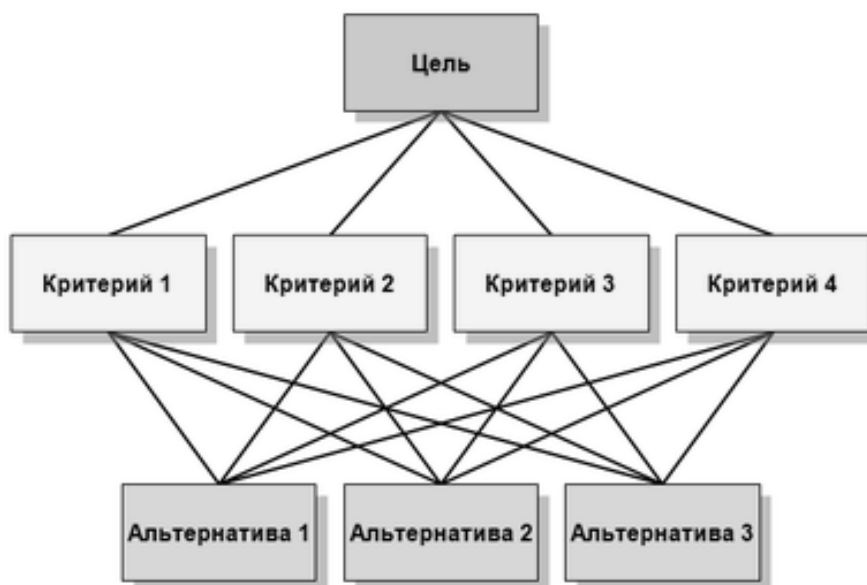 Цель
Критерий 1
Критерий 2
Критерий 3
Критерий 4
Альтернатива 1
Альтернатива 2
Альтернатива 3